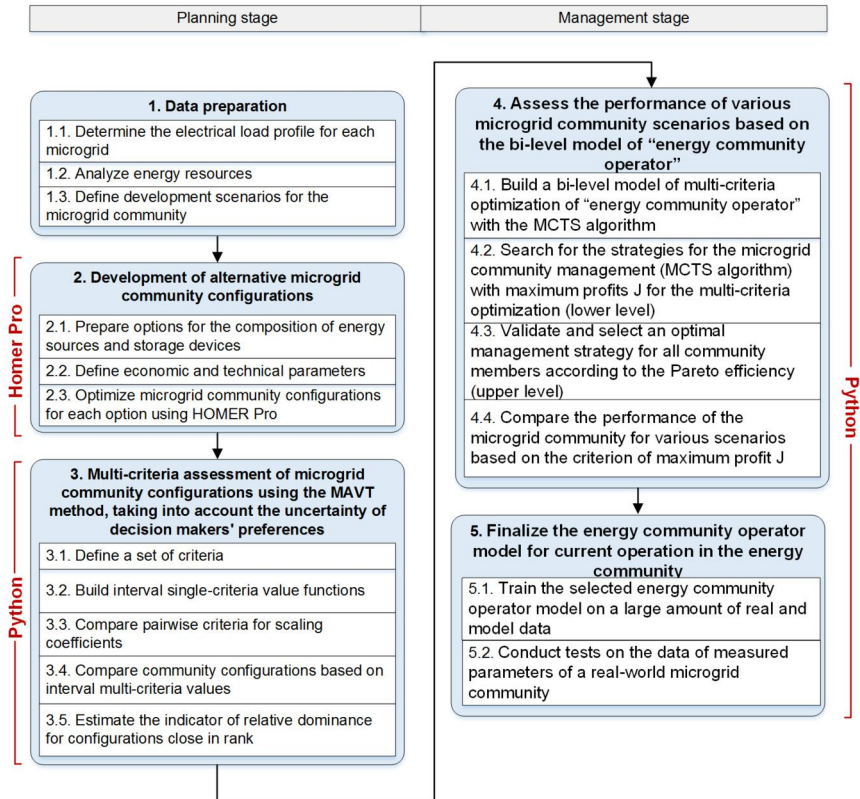 Planning stage
Management stage
1. Data preparation
1.1. Determine the electrical load profile for each
microgrid
1.2. Analyze energy resources
1.3. Define development scenarios for the
microgrid community
Homer Pro
2. Development of alternative microgrid
community configurations
2.1. Prepare options for the composition of energy
sources and storage devices
2.2. Define economic and technical parameters
2.3. Optimize microgrid community configurations
for each option using HOMER Pro
Python
3. Multi-criteria assessment of microgrid
community configurations using the MAVT
method, taking into account the uncertainty of
decision makers' preferences
3.1. Define a set of criteria
3.2. Build interval single-criteria value functions
3.3. Compare pairwise criteria for scaling
coefficients
3.4. Compare community configurations based on
interval multi-criteria values
3.5. Estimate the indicator of relative dominance
for configurations close in rank
4. Assess the performance of various
microgrid community scenarios based on
the bi-level model of “energy community
operator”
4.1. Build a bi-level model of multi-criteria
optimization of “energy community operator”
with the MCTS algorithm
4.2. Search for the strategies for the microgrid
community management (MCTS algorithm)
with maximum profits J for the multi-criteria
optimization (lower level)
4.3. Validate and select an optimal
management strategy for all community
members according to the Pareto efficiency
(upper level)
4.4. Compare the performance of the
microgrid community for various scenarios
based on the criterion of maximum profit J
Python
5. Finalize the energy community operator
model for current operation in the energy
community
5.1. Train the selected energy community
operator model on a large amount of real and
model data
5.2. Conduct tests on the data of measured
parameters of a real-world microgrid
community